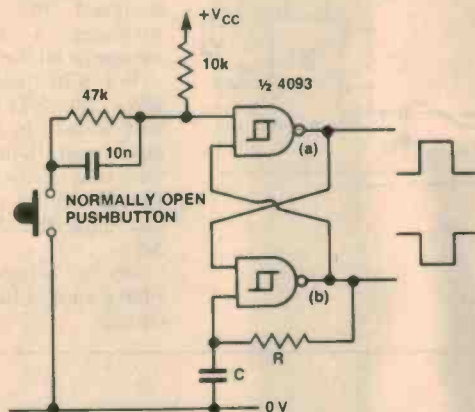 +VCC
10k
½ 4093
47k
10n
(a)
NORMALLY OPEN
PUSHBUTTON
(b)
R
C
0 V